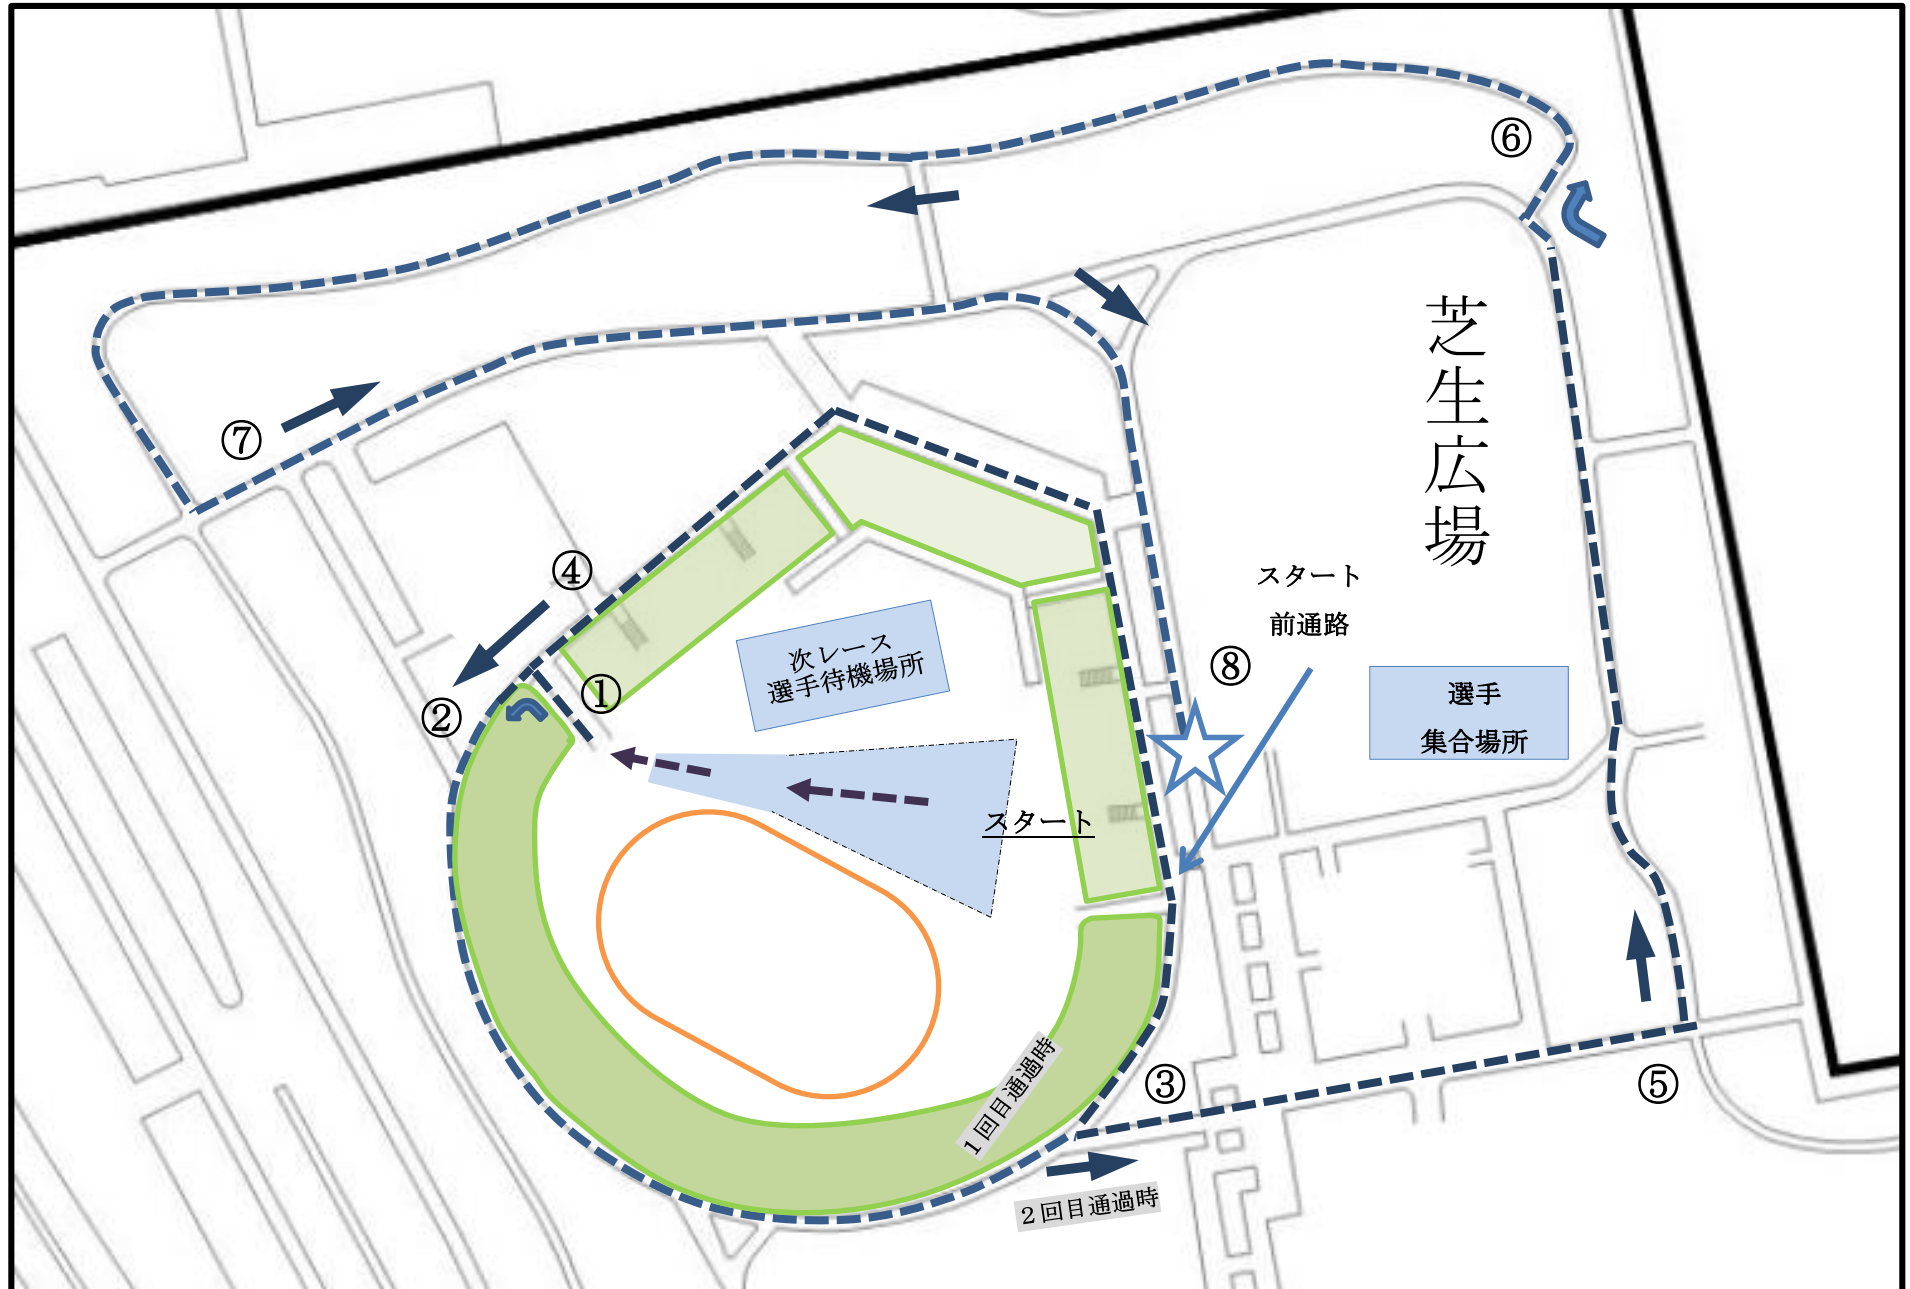 ⑥
芝生広場
⑦
④
スタート
前通路
次レース
選手待機場所
①
②
⑧
選手
集合場所
スタート
1回目通過時
③
⑤
2回目通過時